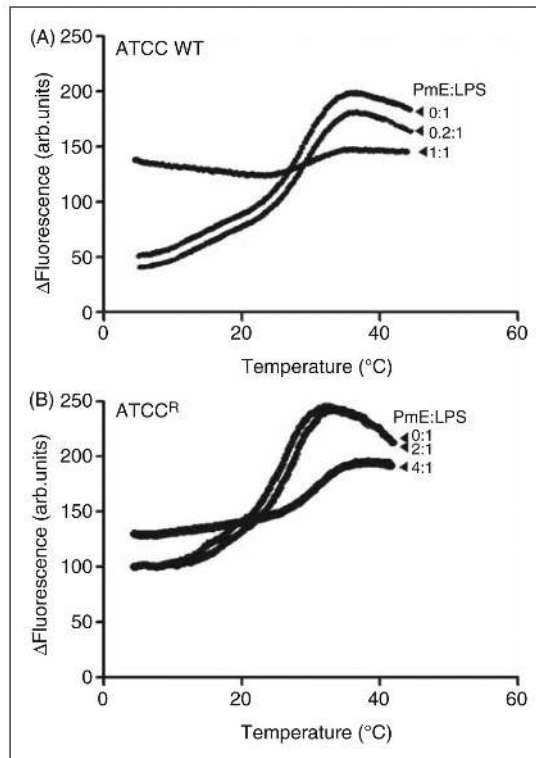 (A) ATCC WT
250
200
150
100
50
0
ΔFluorescence (arb.units)
PmE:LPS
0:1
0.2:1
1:1
0 20 40 60
Temperature (°C)
(B) ATCCᴿ
250
200
150
100
50
0
ΔFluorescence (arb.units)
PmE:LPS
0:1
2:1
4:1
0 20 40 60
Temperature (°C)